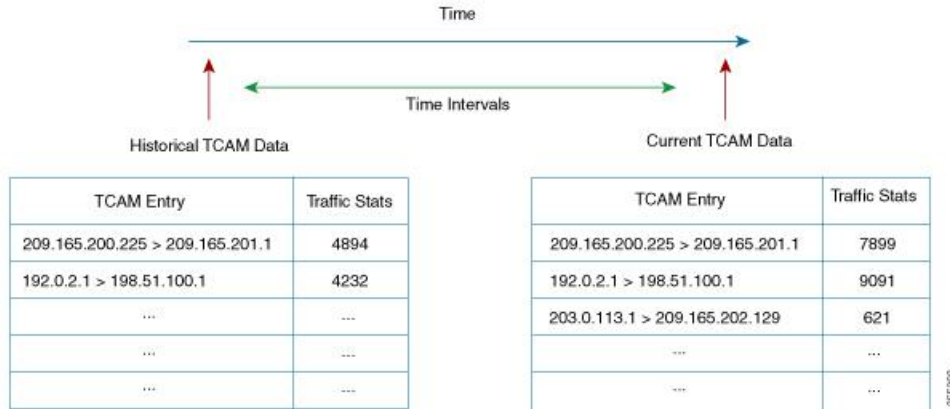 Time
Time Intervals
Historical TCAM Data
Current TCAM Data
TCAM Entry Traffic Stats
209.165.200.225 > 209.165.201.1 4894
192.0.2.1 > 198.51.100.1 4232
... ---
... ---
... ---
TCAM Entry Traffic Stats
209.165.200.225 > 209.165.201.1 7899
192.0.2.1 > 198.51.100.1 9091
203.0.113.1 > 209.165.202.129 621
--- ...
--- ...